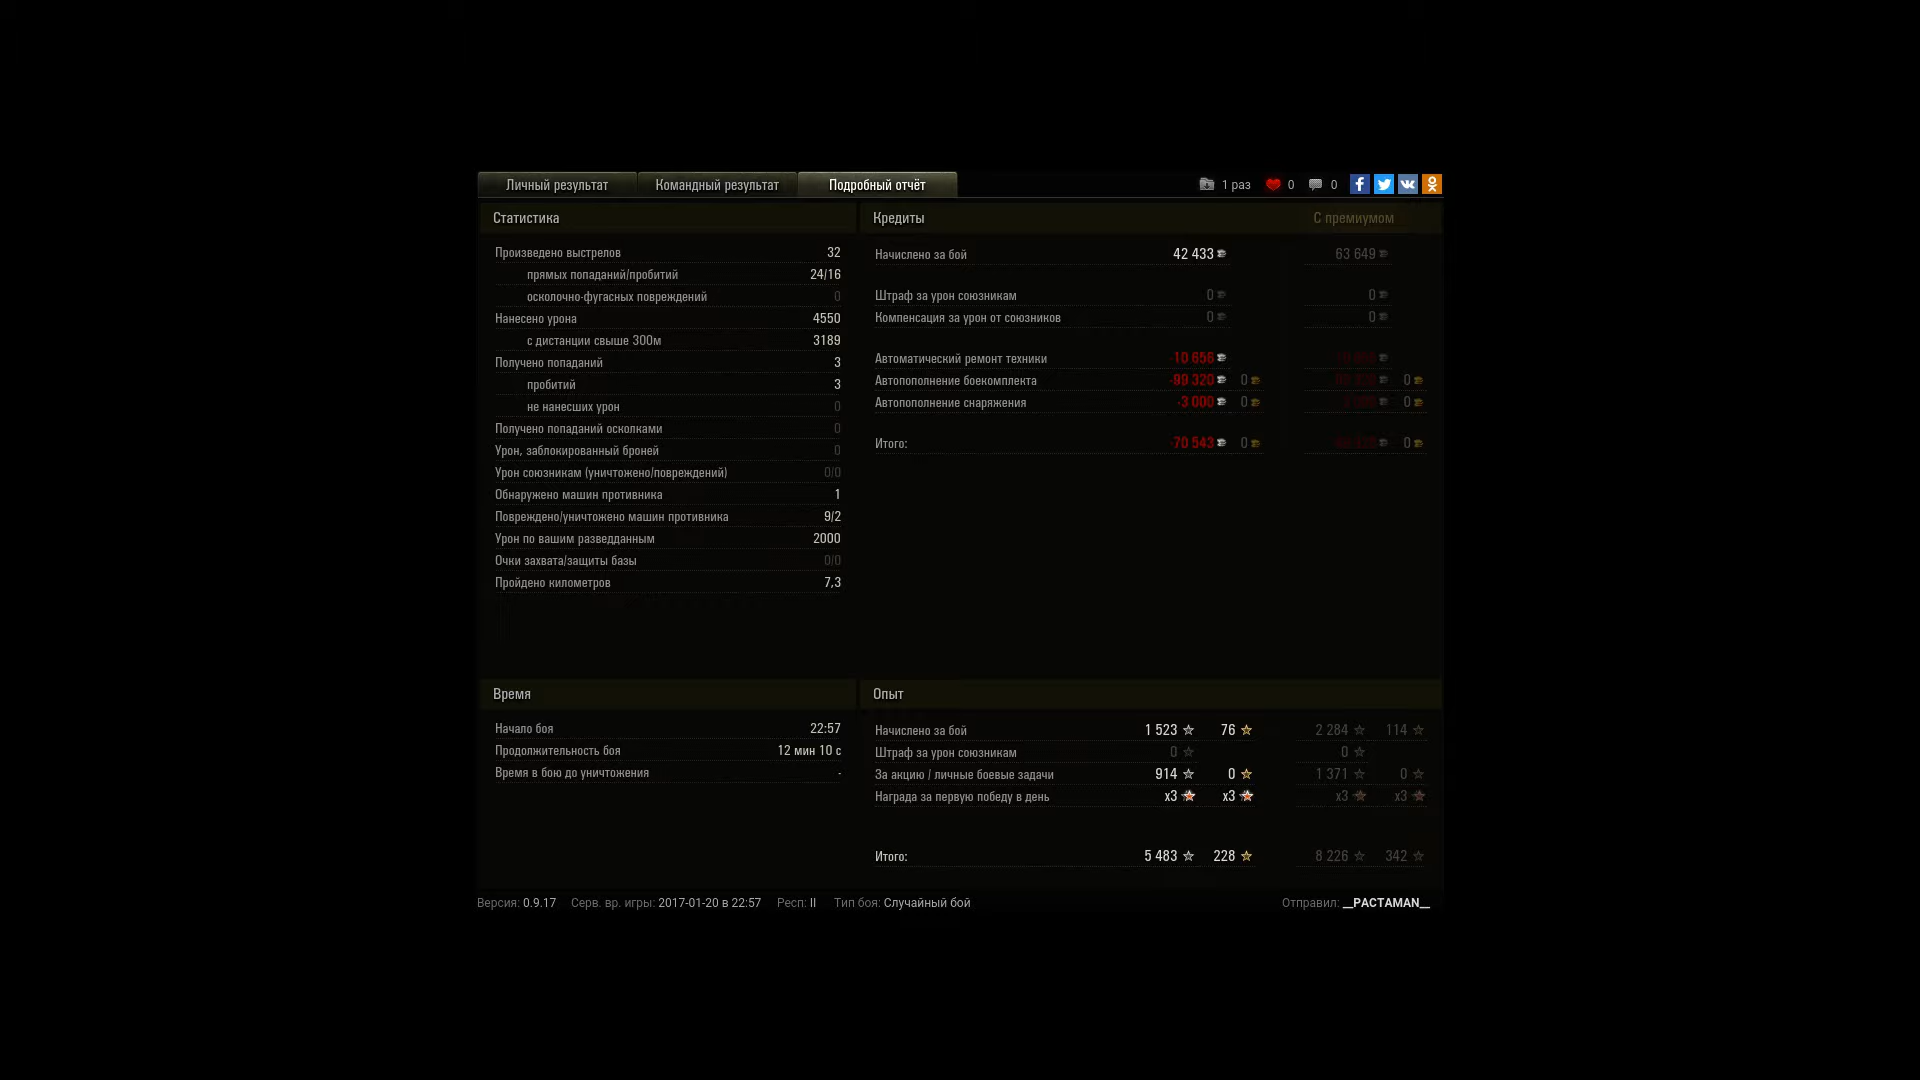 Личный результат Командный результат Подробный отчёт 1 раз 0 0
Статистика
Произведено выстрелов 32
прямых попаданий/пробитий 24/16
осколочно-фугасных повреждений 0
Нанесено урона 4550
с дистанции свыше 300м 3189
Получено попаданий 3
пробитий 3
не нанесших урон 0
Получено попаданий осколками 0
Урон, заблокированный броней 0
Урон союзникам (уничтожено/повреждений) 0/0
Обнаружено машин противника 1
Повреждено/уничтожено машин противника 9/2
Урон по вашим разведданным 2000
Очки захвата/защиты базы 0/0
Пройдено километров 7,3
Кредиты С премиумом
Начислено за бой 42 433 63 649
Штраф за урон союзникам 0 0
Компенсация за урон от союзников 0 0
Автоматический ремонт техники -10 656
Автопополнение боекомплекта -99 320 0 0
Автопополнение снаряжения -3 000 0 0
Итого: -70 543 0 0
Время
Начало боя 22:57
Продолжительность боя 12 мин 10 с
Время в бою до уничтожения -
Опыт
Начислено за бой 1 523 76 2 284 114
Штраф за урон союзникам 0 0
За акцию / личные боевые задачи 914 0 1 371 0
Награда за первую победу в день x3 x3 x3 x3
Итого: 5 483 228 8 226 342
Версия: 0.9.17 Серв. вр. игры: 2017-01-20 в 22:57 Респ: II Тип боя: Случайный бой Отправил: __PACTAMAN__